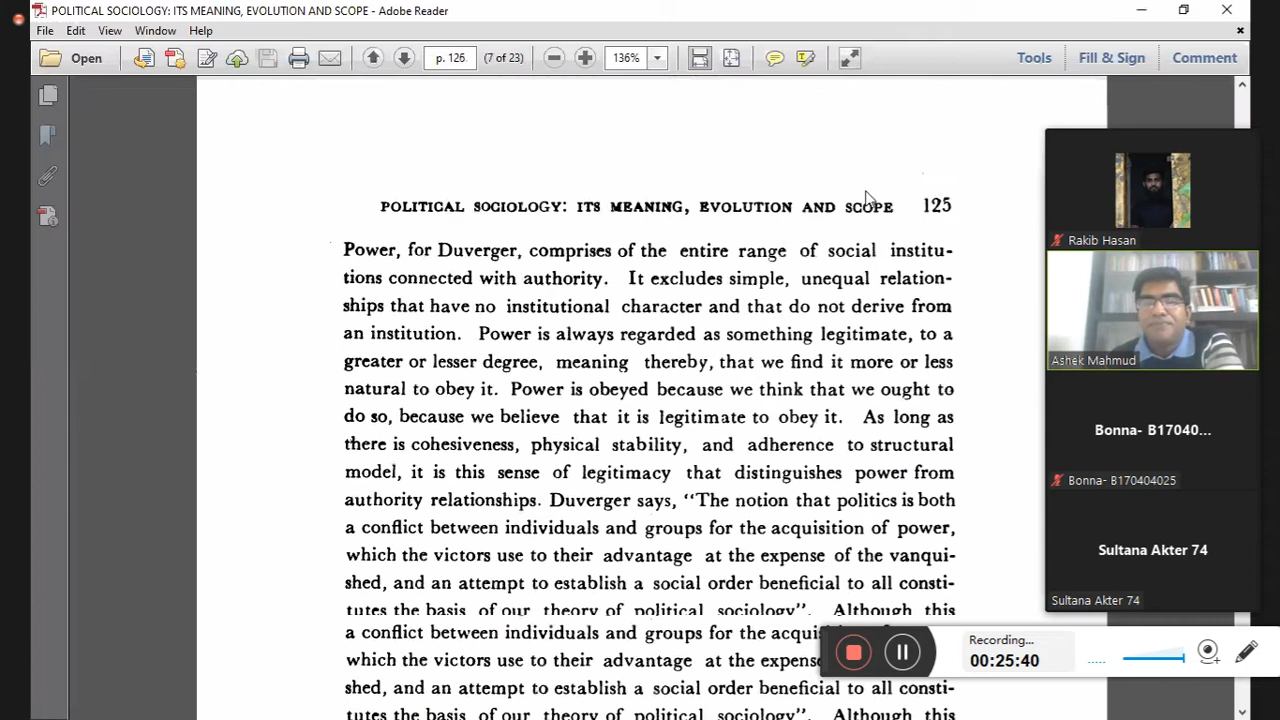 POLITICAL SOCIOLOGY: ITS MEANING, EVOLUTION AND SCOPE - Adobe Reader
File Edit View Window Help
Open p. 126 (7 of 23) 136% Tools Fill & Sign Comment
POLITICAL SOCIOLOGY: ITS MEANING, EVOLUTION AND SCOPE 125
Power, for Duverger, comprises of the entire range of social institu-
tions connected with authority. It excludes simple, unequal relation-
ships that have no institutional character and that do not derive from
an institution. Power is always regarded as something legitimate, to a
greater or lesser degree, meaning thereby, that we find it more or less
natural to obey it. Power is obeyed because we think that we ought to
do so, because we believe that it is legitimate to obey it. As long as
there is cohesiveness, physical stability, and adherence to structural
model, it is this sense of legitimacy that distinguishes power from
authority relationships. Duverger says, “The notion that politics is both
a conflict between individuals and groups for the acquisition of power,
which the victors use to their advantage at the expense of the vanqui-
shed, and an attempt to establish a social order beneficial to all consti-
tutes the basis of our theory of political sociology”. Although this
a conflict between individuals and groups for the acqui
which the victors use to their advantage at the expens
shed, and an attempt to establish a social order beneficial to all consti-
tutes the basis of our theory of political sociology”. Although this
Rakib Hasan
Ashek Mahmud
Bonna- B17040...
Bonna- B170404025
Sultana Akter 74
Sultana Akter 74
Recording...
00:25:40